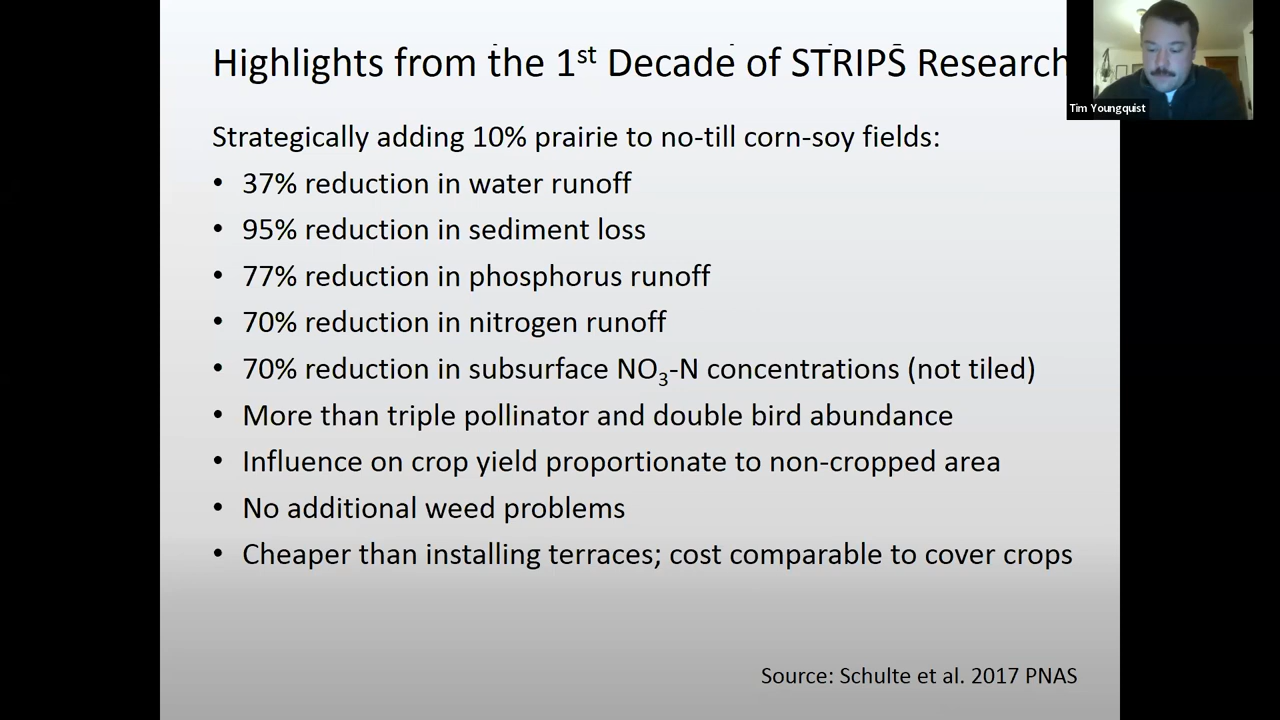 Highlights from the 1st Decade of STRIPS Research
Tim Youngquist
Strategically adding 10% prairie to no-till corn-soy fields:
• 37% reduction in water runoff
• 95% reduction in sediment loss
• 77% reduction in phosphorus runoff
• 70% reduction in nitrogen runoff
• 70% reduction in subsurface NO3-N concentrations (not tiled)
• More than triple pollinator and double bird abundance
• Influence on crop yield proportionate to non-cropped area
• No additional weed problems
• Cheaper than installing terraces; cost comparable to cover crops
Source: Schulte et al. 2017 PNAS